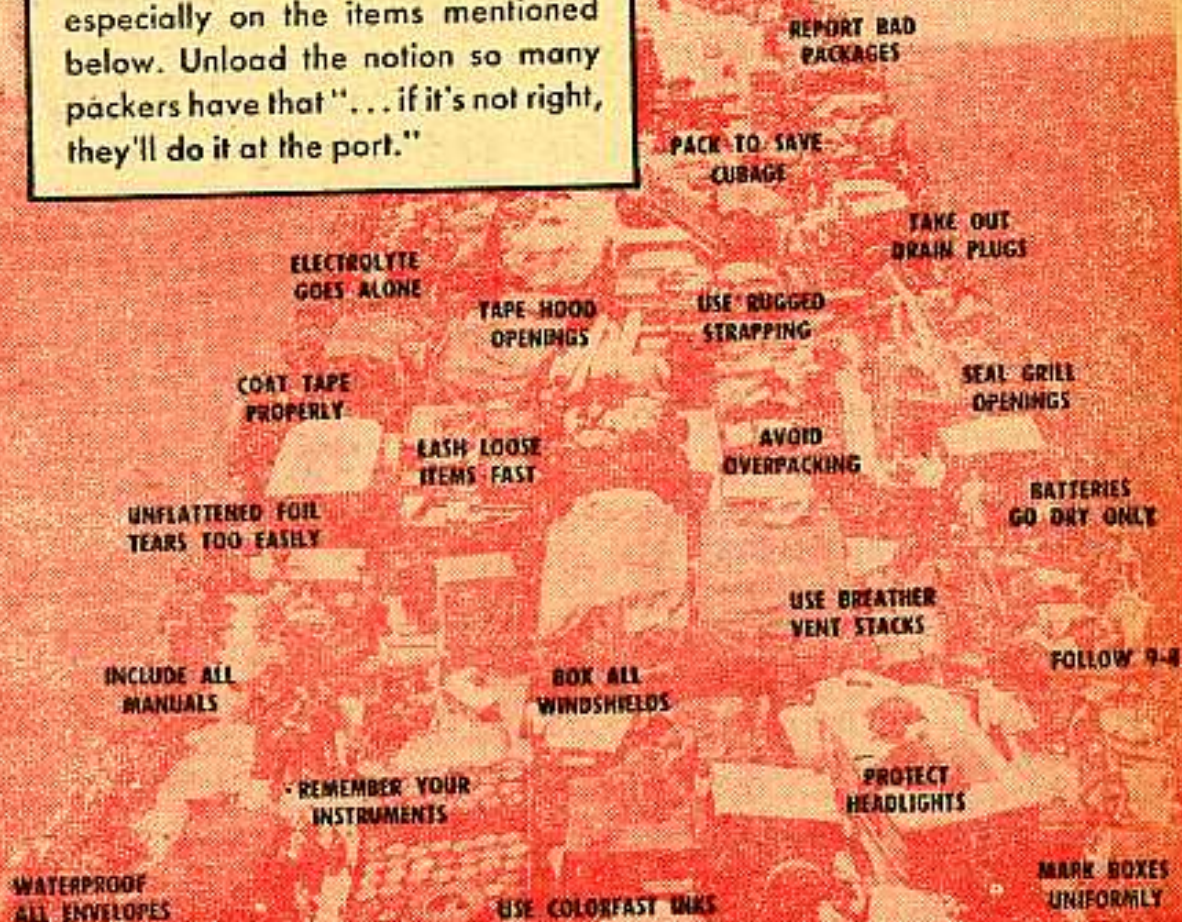 especially on the items mentioned
below. Unload the notion so many
packers have that "... if it's not right,
they'll do it at the port."
REPORT BAD
PACKAGES
PACK TO SAVE
CUBAGE
TAKE OUT
DRAIN PLUGS
ELECTROLYTE
GOES ALONE
TAPE HOOD
OPENINGS
USE RUGGED
STRAPPING
COAT TAPE
PROPERLY
SEAL GRILL
OPENINGS
LASH LOOSE
ITEMS FAST
AVOID
OVERPACKING
UNFLATTENED FOIL
TEARS TOO EASILY
BATTERIES
GO DRY ONLY
USE BREATHER
VENT STACKS
INCLUDE ALL
MANUALS
BOX ALL
WINDSHIELDS
FOLLOW 9-
REMEMBER YOUR
INSTRUMENTS
PROTECT
HEADLIGHTS
WATERPROOF
ALL ENVELOPES
USE COLORFAST INKS
MARK BOXES
UNIFORMLY